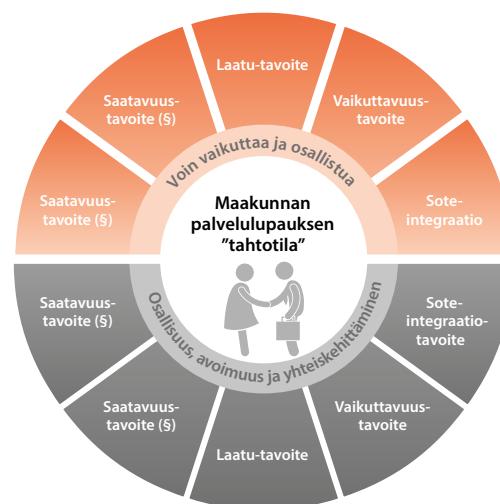 Laatu-tavoite
Saatavuus-
tavoite (§)
Vaikuttavuus-
tavoite
Saatavuus-
tavoite (§)
Sote-
integraatio
Voin vaikuttaa ja osallistua
Maakunnan
palvelulupauksen
”tahtotila”
Osallisuus, avoimuus ja yhteiskehittäminen
Saatavuus-
tavoite (§)
Sote-
integraatio-
tavoite
Saatavuus-
tavoite (§)
Vaikuttavuus-
tavoite
Laatu-tavoite